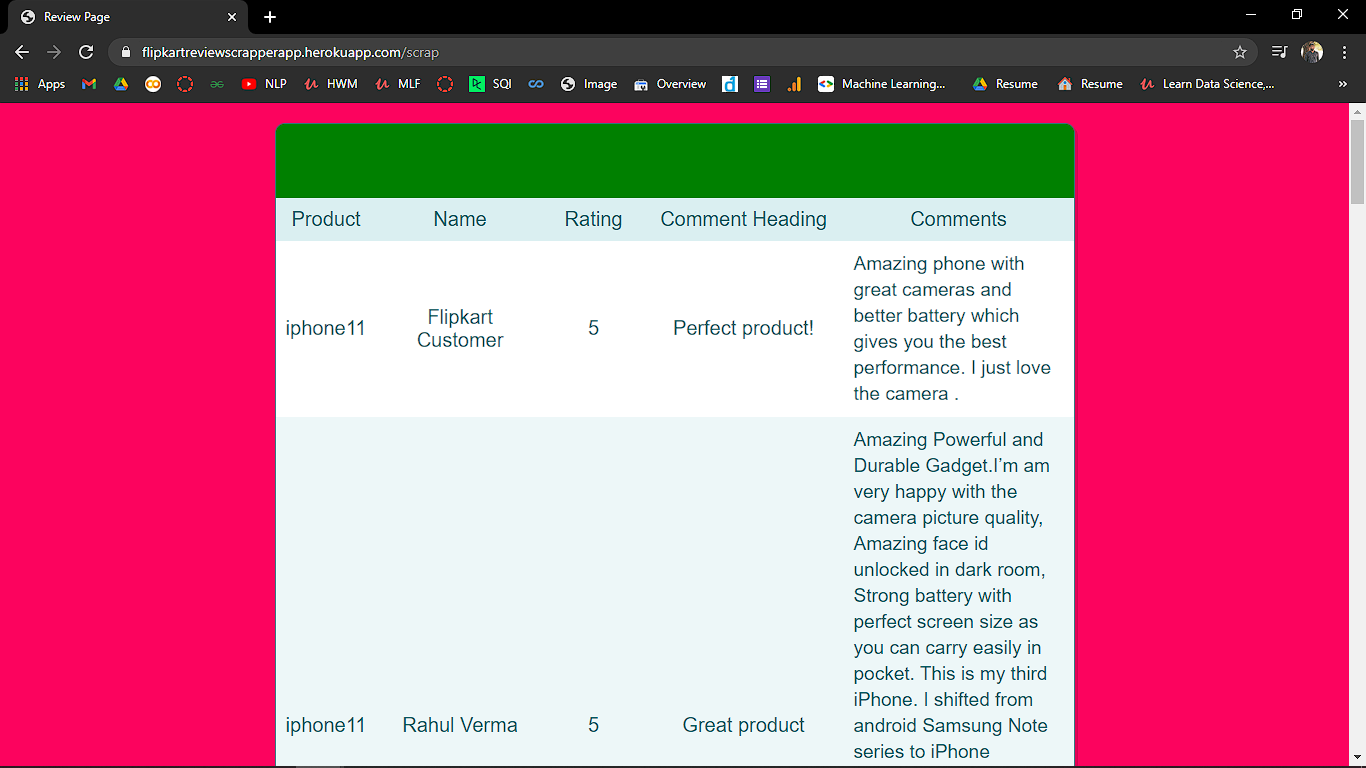 Review Page
flipkartreviewscrapperapp.herokuapp.com/scrap
Apps NLP HWM MLF SQl Image Overview Machine Learning... Resume Resume Learn Data Science,... »
Product Name Rating Comment Heading Comments
iphone11
Flipkart
Customer
5
Perfect product!
Amazing phone with
great cameras and
better battery which
gives you the best
performance. I just love
the camera .
iphone11
Rahul Verma
5
Great product
Amazing Powerful and
Durable Gadget.I’m am
very happy with the
camera picture quality,
Amazing face id
unlocked in dark room,
Strong battery with
perfect screen size as
you can carry easily in
pocket. This is my third
iPhone. I shifted from
android Samsung Note
series to iPhone